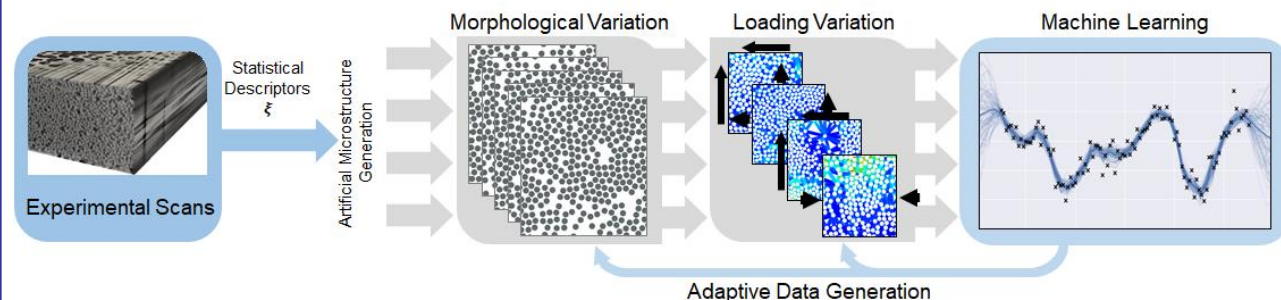 Morphological Variation
Loading Variation
Machine Learning
Statistical
Descriptors
ξ
Artificial Microstructure
Generation
Experimental Scans
Adaptive Data Generation